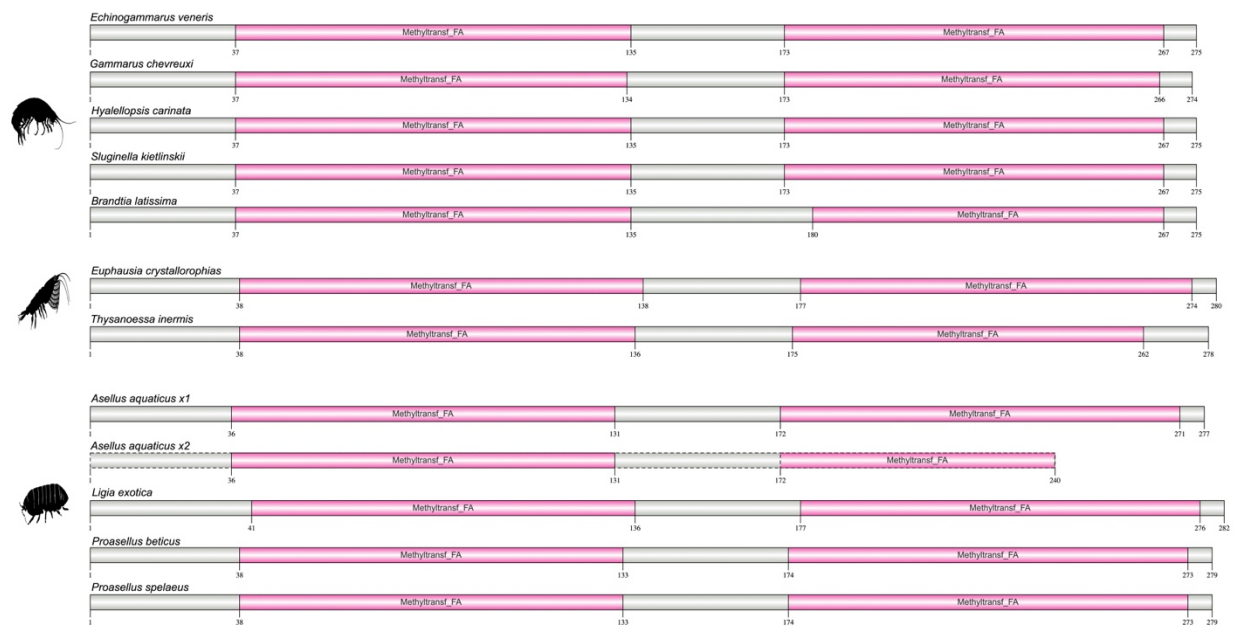 Echinogammarus veneris
Methyltransf_FA Methyltransf_FA
1 37 135 173 267 275
Gammarus chevreuxi
Methyltransf_FA Methyltransf_FA
1 37 134 173 266 274
Hyalellopsis carinata
Methyltransf_FA Methyltransf_FA
1 37 135 173 267 275
Sluginella kietlinskii
Methyltransf_FA Methyltransf_FA
1 37 135 173 267 275
Brandtia latissima
Methyltransf_FA Methyltransf_FA
1 37 135 180 267 275
Euphausia crystallorophias
Methyltransf_FA Methyltransf_FA
1 38 138 177 274 280
Thysanoessa inermis
Methyltransf_FA Methyltransf_FA
1 38 136 175 262 278
Asellus aquaticus x1
Methyltransf_FA Methyltransf_FA
1 36 131 172 271 277
Asellus aquaticus x2
Methyltransf_FA Methyltransf_FA
1 36 131 172 240
Ligia exotica
Methyltransf_FA Methyltransf_FA
1 41 136 177 276 282
Proasellus beticus
Methyltransf_FA Methyltransf_FA
1 38 133 174 273 279
Proasellus spelaeus
Methyltransf_FA Methyltransf_FA
1 38 133 174 273 279